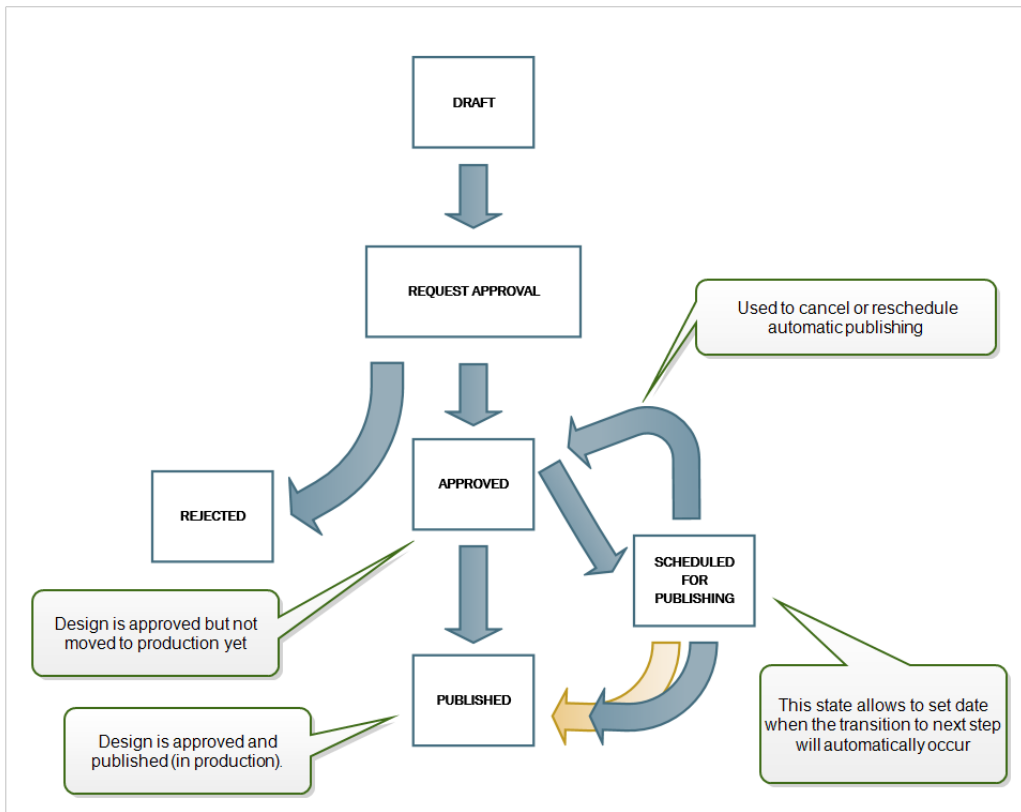 DRAFT
REQUEST APPROVAL
Used to cancel or reschedule
automatic publishing
APPROVED
REJECTED
SCHEDULED
FOR
PUBLISHING
Design is approved but not
moved to production yet
PUBLISHED
This state allows to set date
when the transition to next step
will automatically occur
Design is approved and
published (in production).